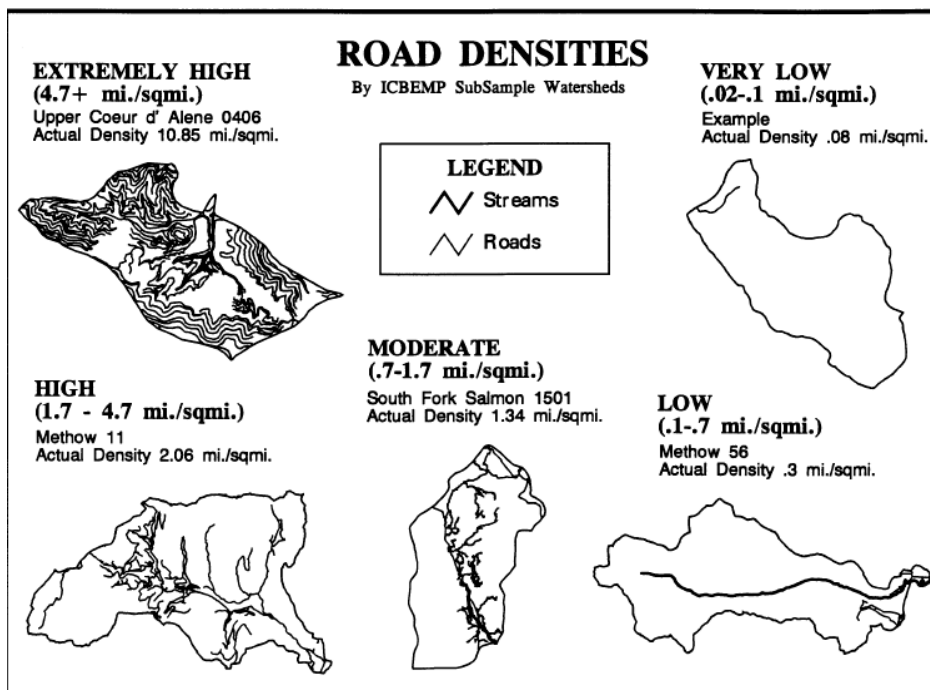 ROAD DENSITIES
By ICBEMP SubSample Watersheds
EXTREMELY HIGH
(4.7+ mi./sqmi.)
Upper Coeur d' Alene 0406
Actual Density 10.85 mi./sqmi.
LEGEND
Streams
Roads
VERY LOW
(.02-.1 mi./sqmi.)
Example
Actual Density .08 mi./sqmi.
HIGH
(1.7 - 4.7 mi./sqmi.)
Methow 11
Actual Density 2.06 mi./sqmi.
MODERATE
(.7-1.7 mi./sqmi.)
South Fork Salmon 1501
Actual Density 1.34 mi./sqmi.
LOW
(.1-.7 mi./sqmi.)
Methow 56
Actual Density .3 mi./sqmi.